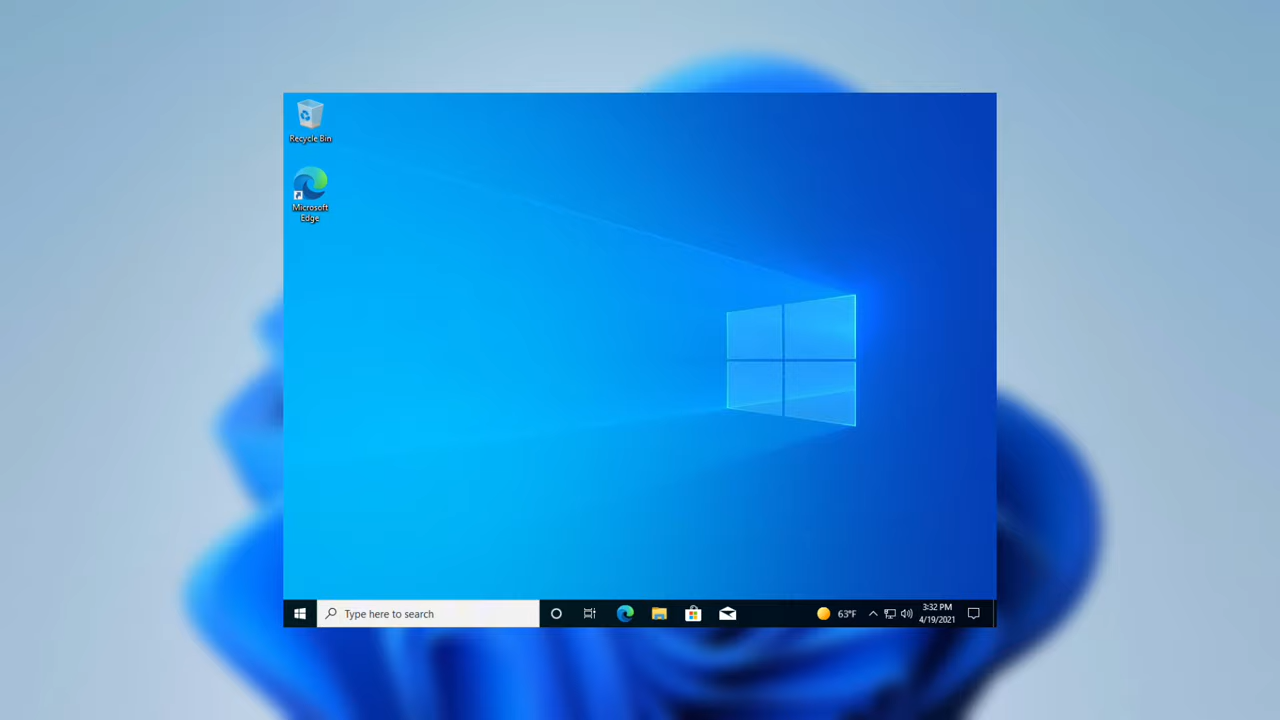 Recycle Bin
Microsoft
Edge
Type here to search
63°F
3:32 PM
4/19/2021